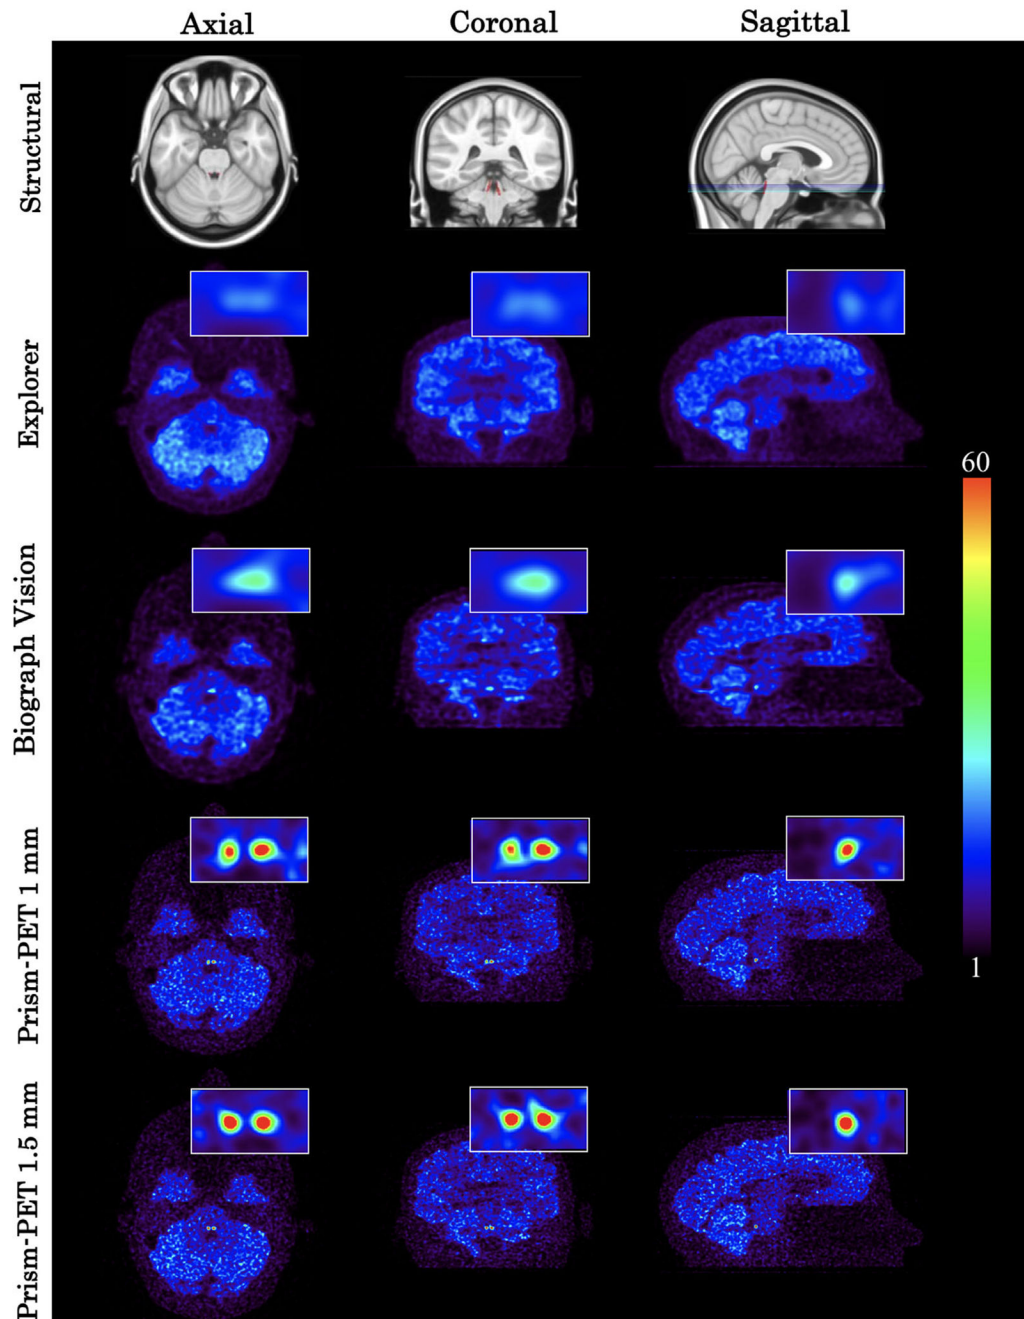 Axial
Coronal
Sagittal
Structural
Explorer
Biograph Vision
Prism-PET 1 mm
Prism-PET 1.5 mm
60
1